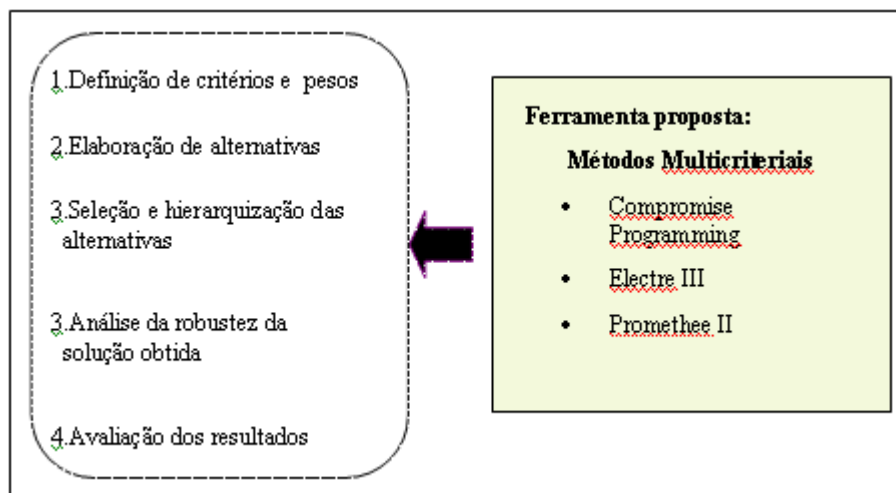 1.Definição de critérios e pesos
2.Elaboração de alternativas
3.Seleção e hierarquização das
alternativas
3.Análise da robustez da
solução obtida
4.Avaliação dos resultados
Ferramenta proposta:
Métodos Multicriteriais
• Compromise
Programming
• Electre III
• Promethee II